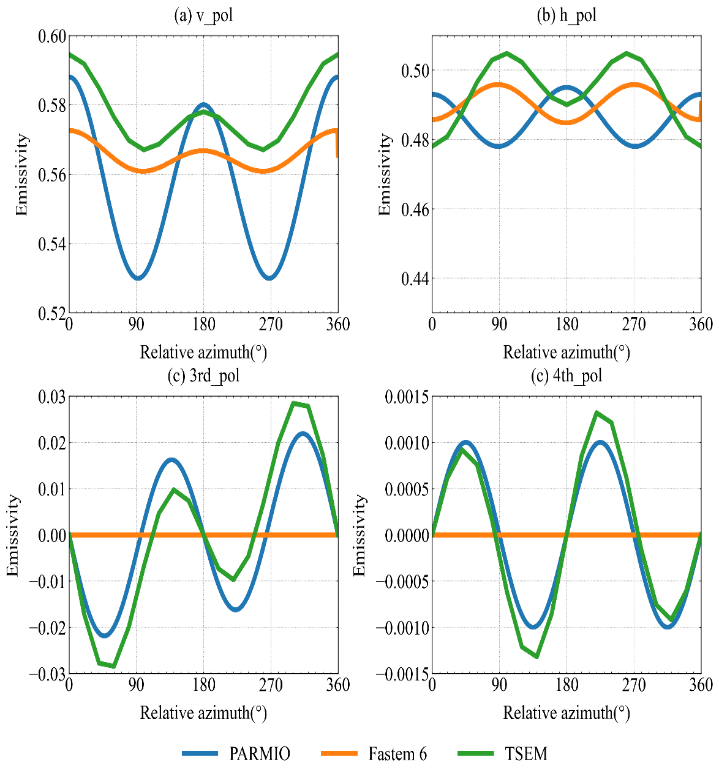 (a) v_pol
(b) h_pol
0.60
0.58
0.56
0.54
0.52
Emissivity
0 90 180 270 360
Relative azimuth(°)
0.50
0.48
0.46
0.44
Emissivity
0 90 180 270 360
Relative azimuth(°)
(c) 3rd_pol
(c) 4th_pol
0.03
0.02
0.01
0.00
−0.01
−0.02
−0.03
Emissivity
0 90 180 270 360
Relative azimuth(°)
0.0015
0.0010
0.0005
0.0000
−0.0005
−0.0010
−0.0015
Emissivity
0 90 180 270 360
Relative azimuth(°)
PARMIO Fastem 6 TSEM